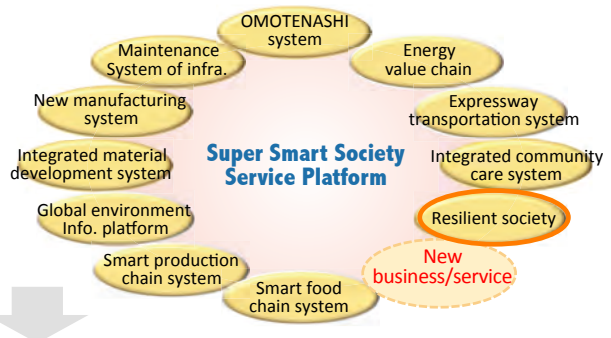 OMOTENASHI
system
Maintenance
System of infra.
Energy
value chain
New manufacturing
system
Expressway
transportation system
Integrated material
development system
Super Smart Society
Service Platform
Integrated community
care system
Global environment
Info. platform
Resilient society
Smart production
chain system
New
business/service
Smart food
chain system